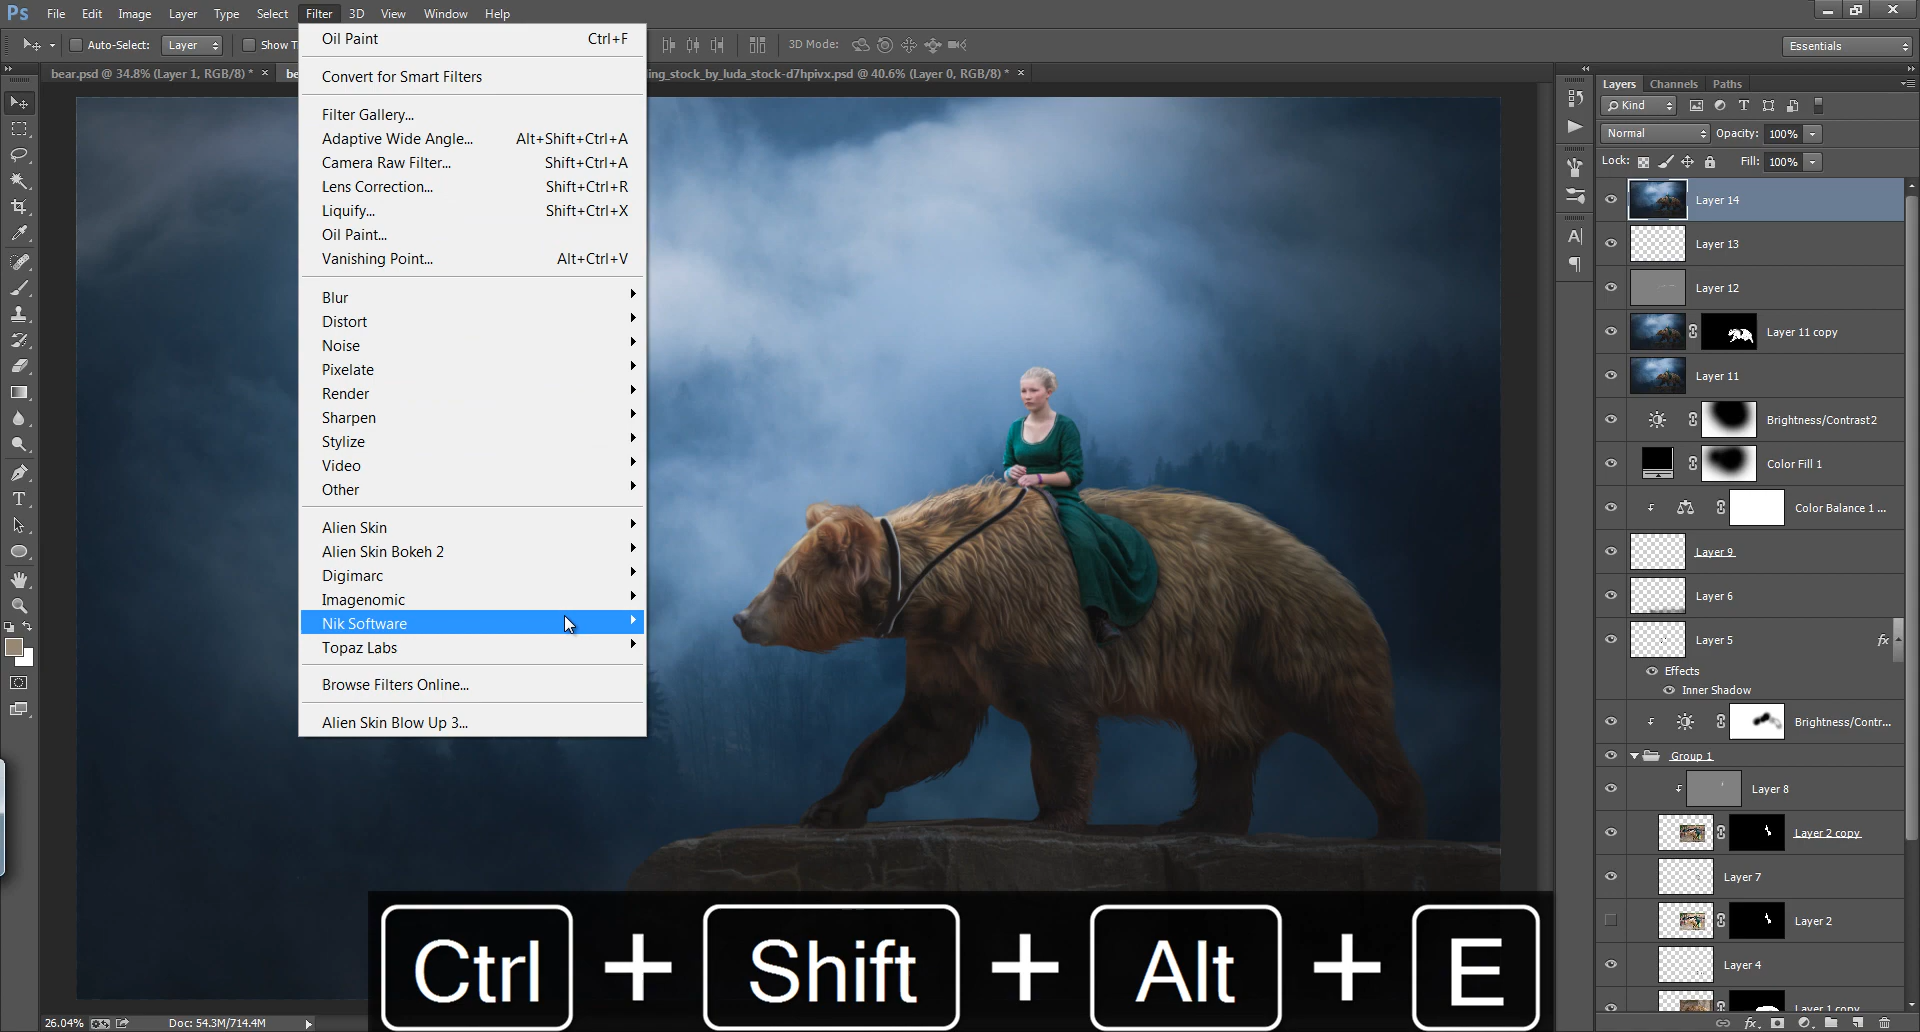 Ps File Edit Image Layer Type Select Filter 3D View Window Help
Auto-Select: Layer Show T 3D Mode: Essentials
bear.psd @ 34.8% (Layer 1, RGB/8) * × be ing_stock_by_luda_stock-d7hpivx.psd @ 40.6% (Layer 0, RGB/8) * ×
Oil Paint Ctrl+F
Convert for Smart Filters
Filter Gallery...
Adaptive Wide Angle... Alt+Shift+Ctrl+A
Camera Raw Filter... Shift+Ctrl+A
Lens Correction... Shift+Ctrl+R
Liquify... Shift+Ctrl+X
Oil Paint...
Vanishing Point... Alt+Ctrl+V
Blur
Distort
Noise
Pixelate
Render
Sharpen
Stylize
Video
Other
Alien Skin
Alien Skin Bokeh 2
Digimarc
Imagenomic
Nik Software
Topaz Labs
Browse Filters Online...
Alien Skin Blow Up 3...
Layers Channels Paths
Kind
Normal Opacity: 100%
Lock: Fill: 100%
Layer 14
Layer 13
Layer 12
Layer 11 copy
Layer 11
Brightness/Contrast2
Color Fill 1
Color Balance 1 ...
Layer 9
Layer 6
Layer 5 fx
Effects
Inner Shadow
Brightness/Contr...
Group 1
Layer 8
Layer 2 copy
Layer 7
Layer 2
Layer 4
Layer 1 copy
Ctrl + Shift + Alt + E
26.04% Doc: 54.3M/714.4M